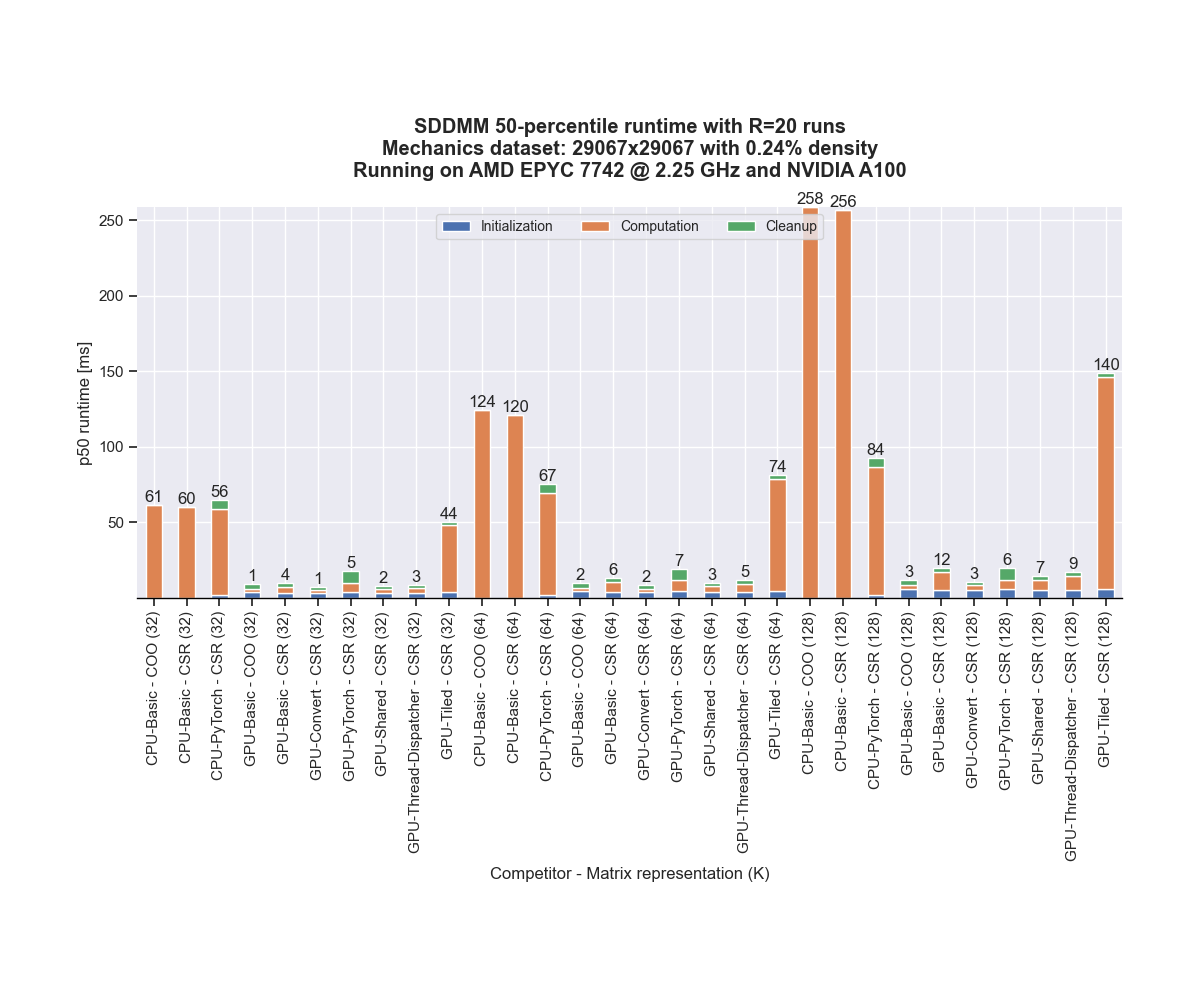 SDDMM 50-percentile runtime with R=20 runs
Mechanics dataset: 29067x29067 with 0.24% density
Running on AMD EPYC 7742 @ 2.25 GHz and NVIDIA A100
Initialization
Computation
Cleanup
p50 runtime [ms]
250
200
150
100
50
61
60
56
1
4
1
5
2
3
44
124
120
67
2
6
2
7
3
5
74
258
256
84
3
12
3
6
7
9
140
CPU-Basic - COO (32)
CPU-Basic - CSR (32)
CPU-PyTorch - CSR (32)
GPU-Basic - COO (32)
GPU-Basic - CSR (32)
GPU-Convert - CSR (32)
GPU-PyTorch - CSR (32)
GPU-Shared - CSR (32)
GPU-Thread-Dispatcher - CSR (32)
GPU-Tiled - CSR (32)
CPU-Basic - COO (64)
CPU-Basic - CSR (64)
CPU-PyTorch - CSR (64)
GPU-Basic - COO (64)
GPU-Basic - CSR (64)
GPU-Convert - CSR (64)
GPU-PyTorch - CSR (64)
GPU-Shared - CSR (64)
GPU-Thread-Dispatcher - CSR (64)
GPU-Tiled - CSR (64)
CPU-Basic - COO (128)
CPU-Basic - CSR (128)
CPU-PyTorch - CSR (128)
GPU-Basic - COO (128)
GPU-Basic - CSR (128)
GPU-Convert - CSR (128)
GPU-PyTorch - CSR (128)
GPU-Shared - CSR (128)
GPU-Thread-Dispatcher - CSR (128)
GPU-Tiled - CSR (128)
Competitor - Matrix representation (K)